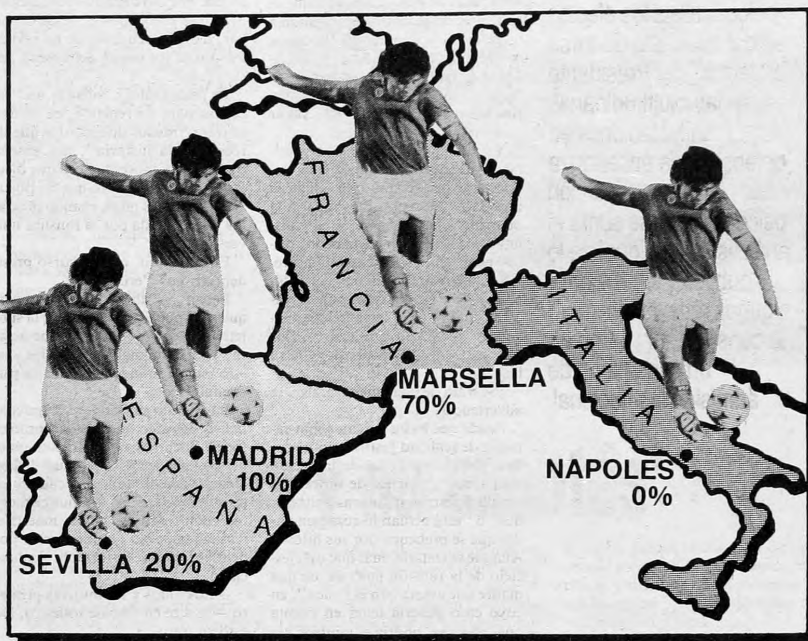 FRANCIA
ITALIA
ESPAÑA
MARSELLA
70%
MADRID
10%
NAPOLES
0%
SEVILLA 20%